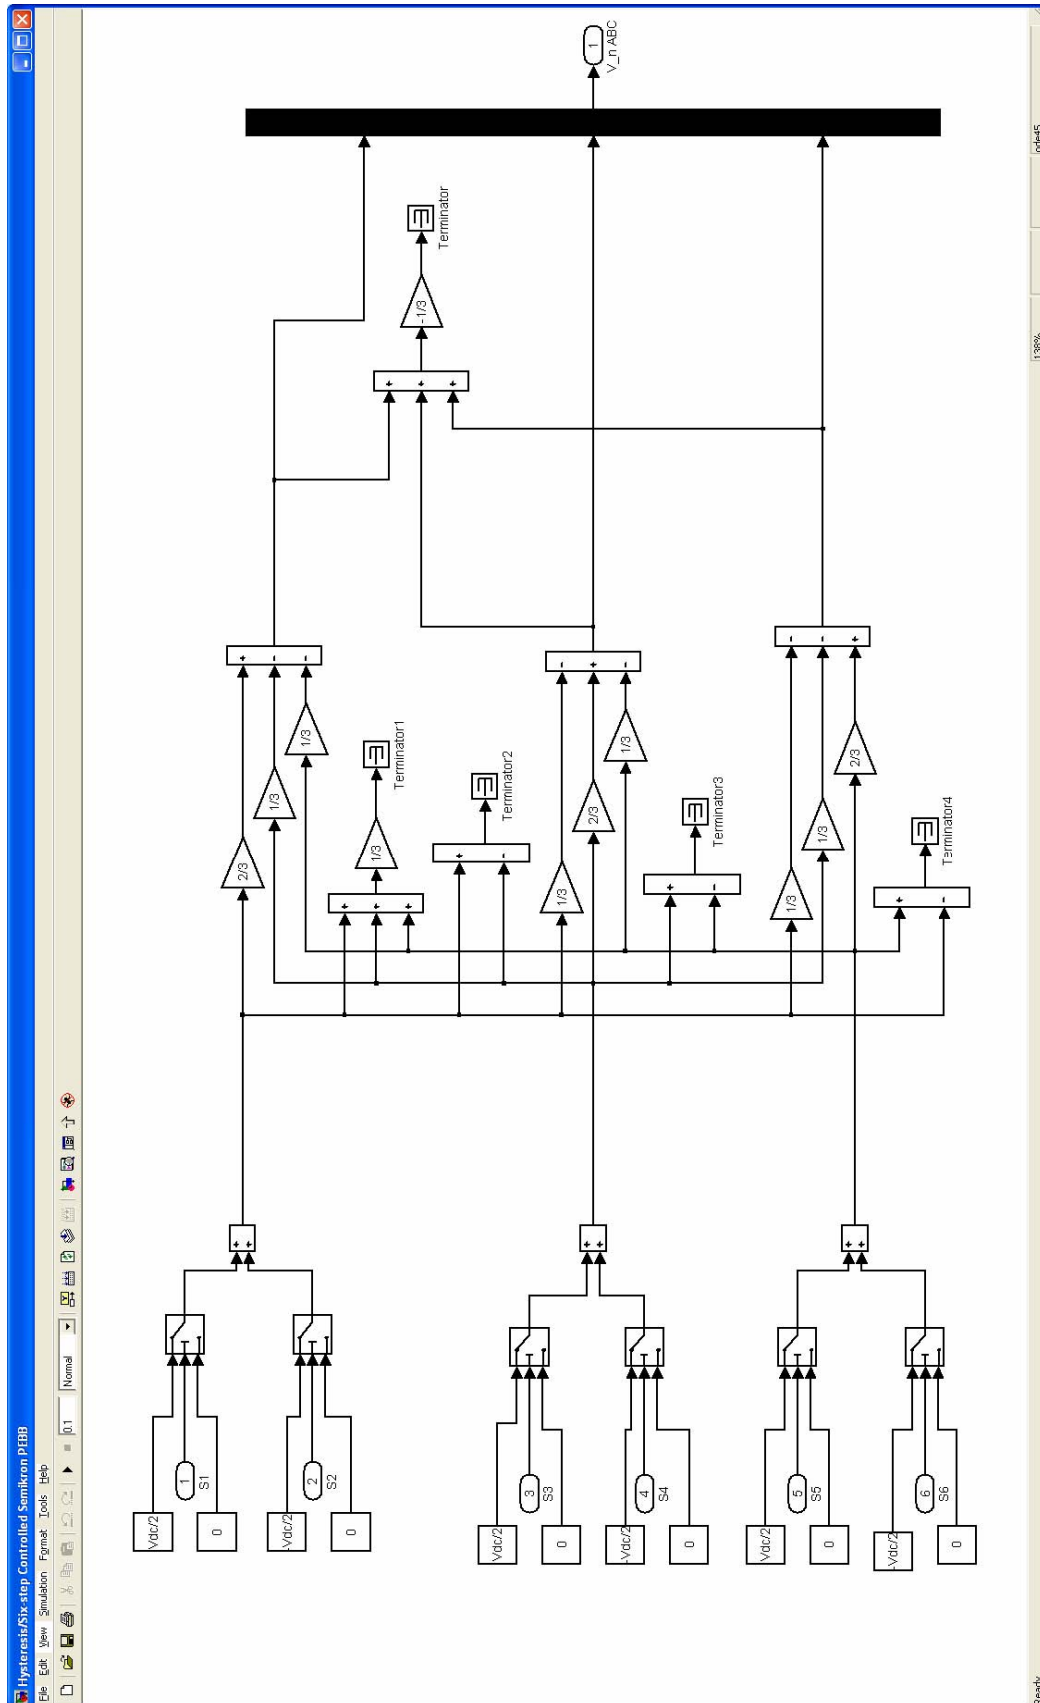 Hysteresis/Six-step Controlled Semikron PEBB
File Edit View Simulation Format Tools Help
0.1 Normal
Vdc/2
1
S1
0
-Vdc/2
2
S2
0
Vdc/2
3
S3
0
-Vdc/2
4
S4
0
Vdc/2
5
S5
0
-Vdc/2
6
S6
0
+ +
+ +
+ +
2/3
1/3
1/3
+ - -
+ + +
1/3
Terminator1
+ -
Terminator2
1/3
2/3
1/3
- + -
+ -
Terminator3
1/3
1/3
2/3
- - +
+ -
Terminator4
+ + +
-1/3
Terminator
1
V_n ABC
Ready
138%
ode45